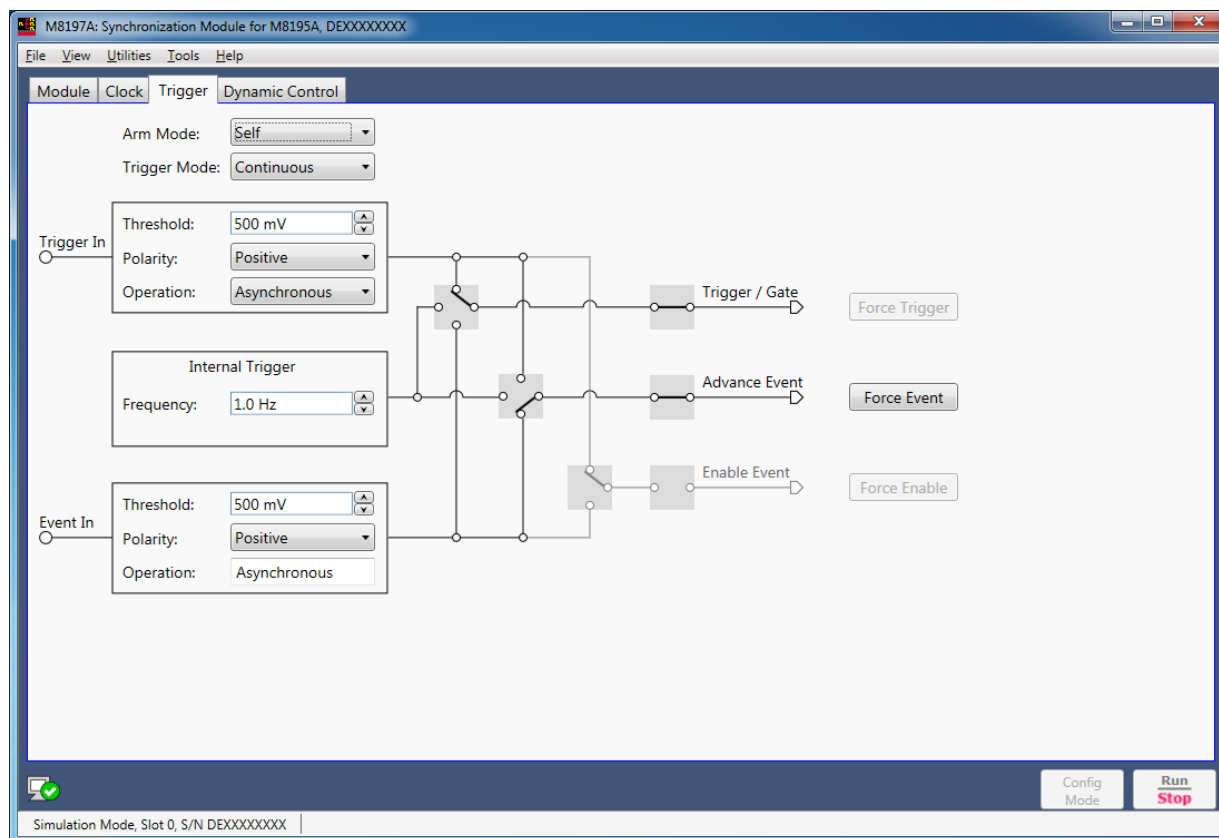 M8197A: Synchronization Module for M8195A, DEXXXXXXXX
File View Utilities Tools Help
Module Clock Trigger Dynamic Control
Arm Mode: Self
Trigger Mode: Continuous
Trigger In
Threshold: 500 mV
Polarity: Positive
Operation: Asynchronous
Trigger / Gate
Force Trigger
Internal Trigger
Frequency: 1.0 Hz
Advance Event
Force Event
Enable Event
Force Enable
Event In
Threshold: 500 mV
Polarity: Positive
Operation: Asynchronous
Config
Mode
Run
Stop
Simulation Mode, Slot 0, S/N DEXXXXXXXX